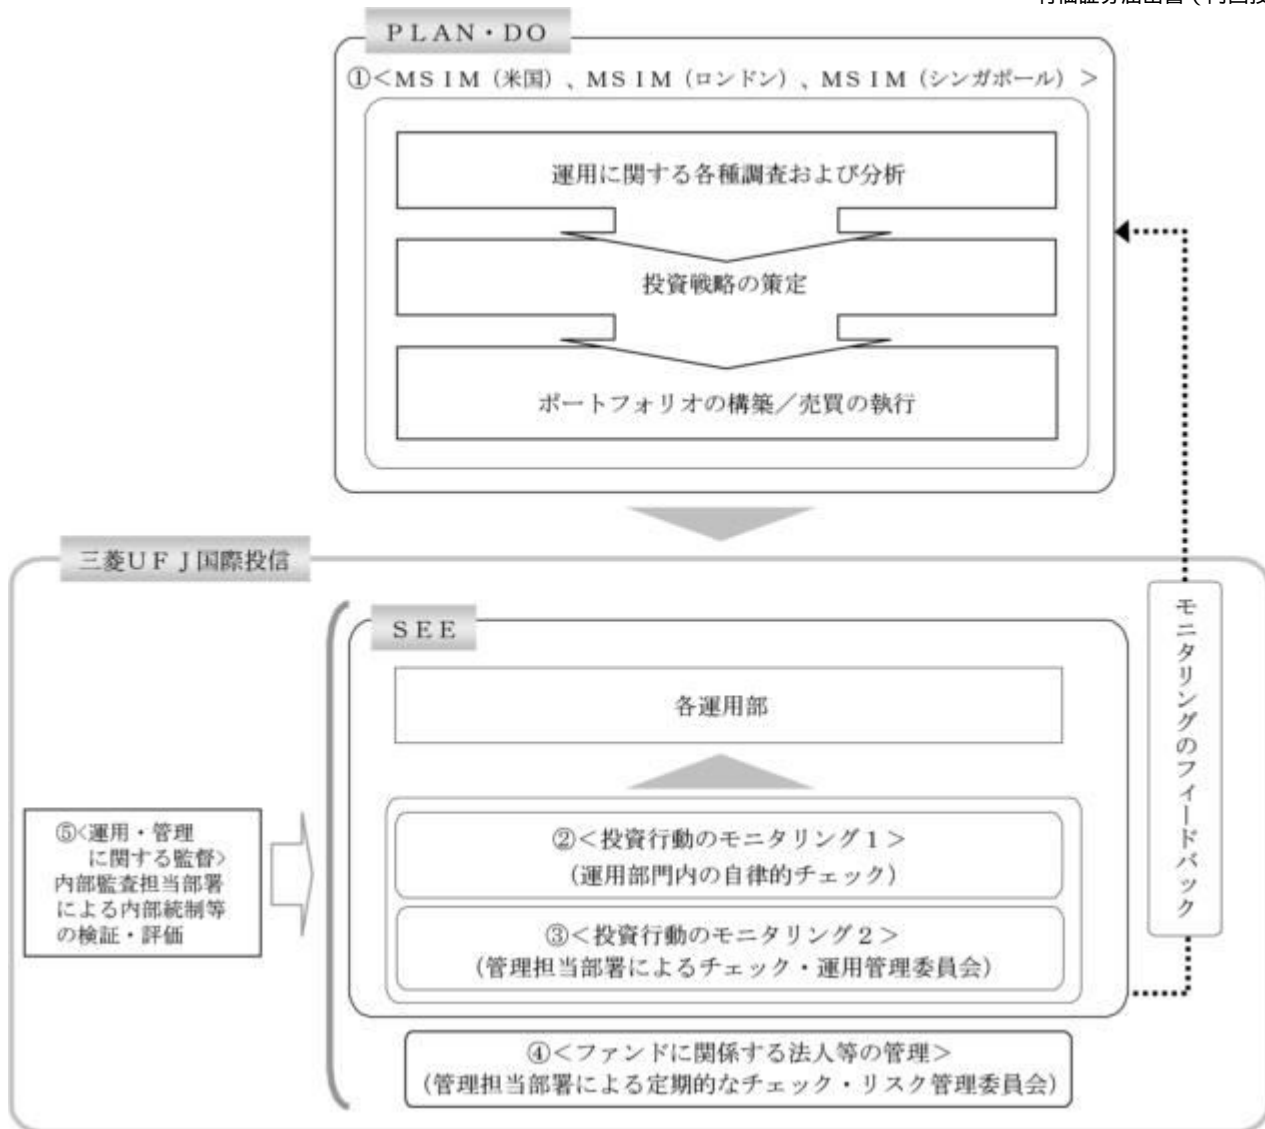 ＰＬＡＮ・ＤＯ
①＜ＭＳＩＭ（米国）、ＭＳＩＭ（ロンドン）、ＭＳＩＭ（シンガポール）＞
運用に関する各種調査および分析
投資戦略の策定
ポートフォリオの構築／売買の執行
三菱ＵＦＪ国際投信
ＳＥＥ
各運用部
②＜投資行動のモニタリング１＞
（運用部門内の自律的チェック）
③＜投資行動のモニタリング２＞
（管理担当部署によるチェック・運用管理委員会）
④＜ファンドに関係する法人等の管理＞
（管理担当部署による定期的なチェック・リスク管理委員会）
⑤＜運用・管理
に関する監督＞
内部監査担当部署
による内部統制等
の検証・評価
モニタリングのフィードバック